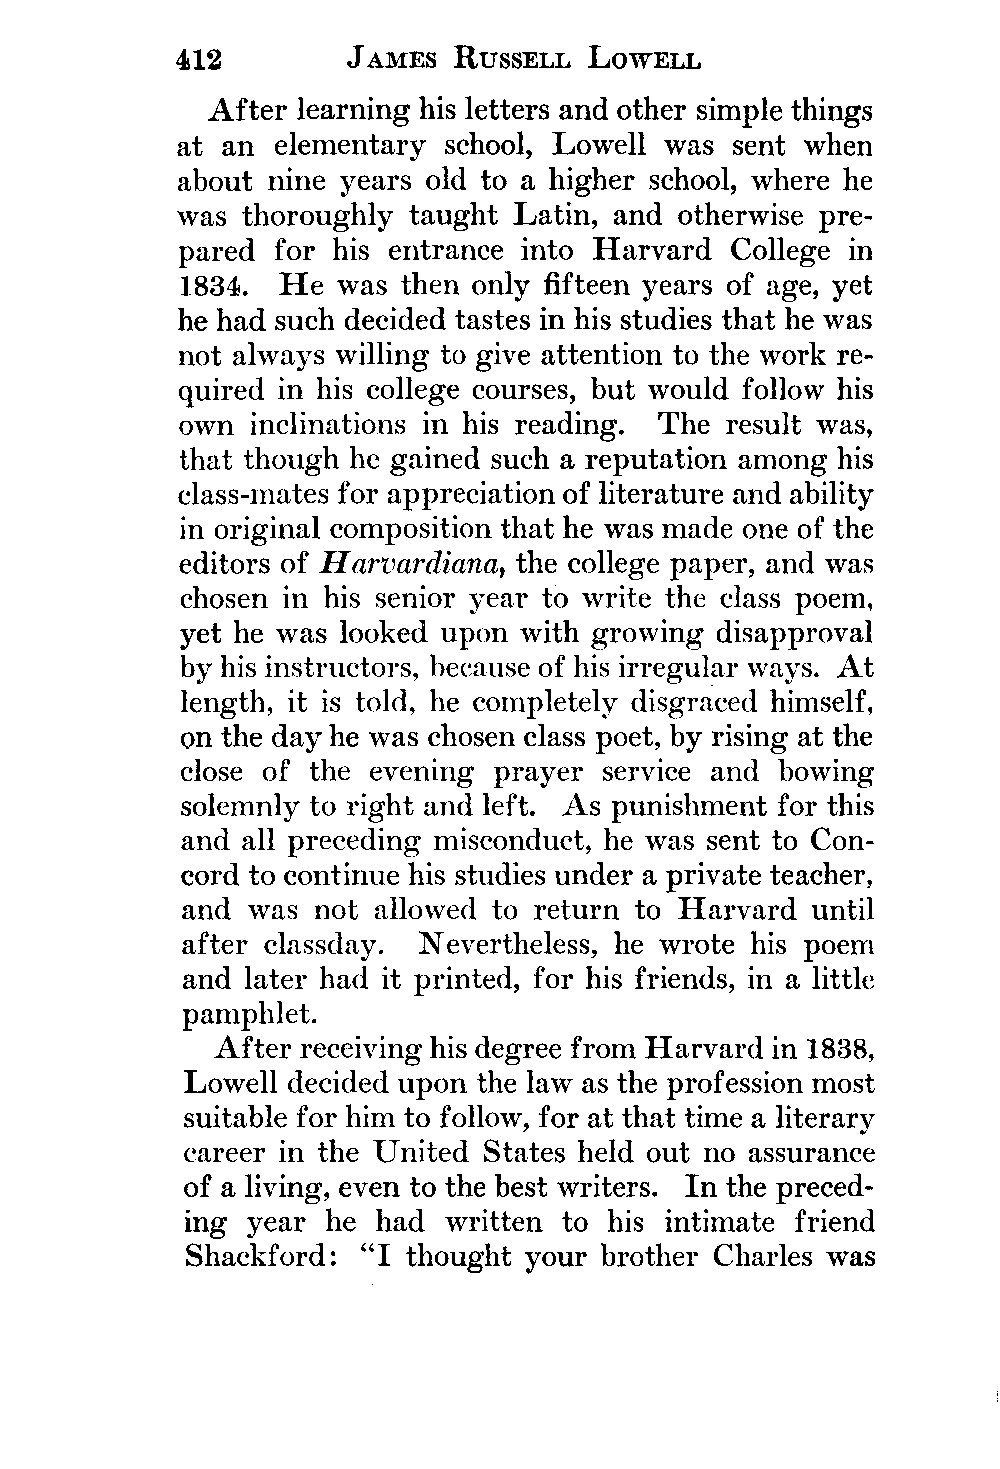 412 JAMES RUSSELL LOWELL
After learning his letters and other simple things
at an elementary school, Lowell was sent when
about nine years old to a higher school, where he
was thoroughly taught Latin, and otherwise pre-
pared for his entrance into Harvard College in
1834. He was then only fifteen years of age, yet
he had such decided tastes in his studies that he was
not always willing to give attention to the work re-
quired in his college courses, but would follow his
own inclinations in his reading. The result was,
that though he gained such a reputation among his
class-mates for appreciation of literature and ability
in original composition that he was made one of the
editors of Harvardiana, the college paper, and was
chosen in his senior year to write the class poem,
yet he was looked upon with growing disapproval
by his instructors, because of his irregular ways. At
length, it is told, he completely disgraced himself,
on the day he was chosen class poet, by rising at the
close of the evening prayer service and bowing
solemnly to right and left. As punishment for this
and all preceding misconduct, he was sent to Con-
cord to continue his studies under a private teacher,
and was not allowed to return to Harvard until
after classday. Nevertheless, he wrote his poem
and later had it printed, for his friends, in a little
pamphlet.
After receiving his degree from Harvard in 1838,
Lowell decided upon the law as the profession most
suitable for him to follow, for at that time a literary
career in the United States held out no assurance
of a living, even to the best writers. In the preced-
ing year he had written to his intimate friend
Shackford: “I thought your brother Charles was